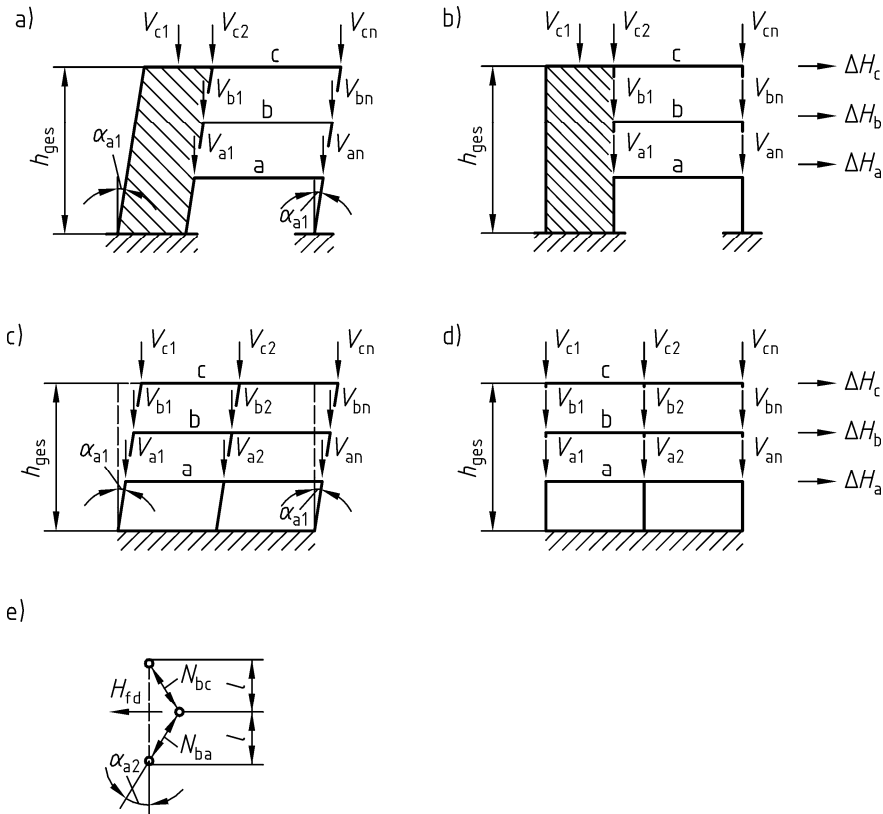 a)
V_c1 V_c2 V_cn
c
V_b1 V_bn
b
V_a1 V_an
a
h_ges
α_a1
α_a1
b)
V_c1 V_c2 V_cn
c
ΔH_c
V_b1 V_bn
b
ΔH_b
V_a1 V_an
a
ΔH_a
h_ges
c)
V_c1 V_c2 V_cn
c
V_b1 V_b2 V_bn
b
V_a1 V_a2 V_an
a
h_ges
α_a1
α_a1
d)
V_c1 V_c2 V_cn
c
ΔH_c
V_b1 V_b2 V_bn
b
ΔH_b
V_a1 V_a2 V_an
a
ΔH_a
h_ges
e)
N_bc
l
H_fd
N_ba
l
α_a2